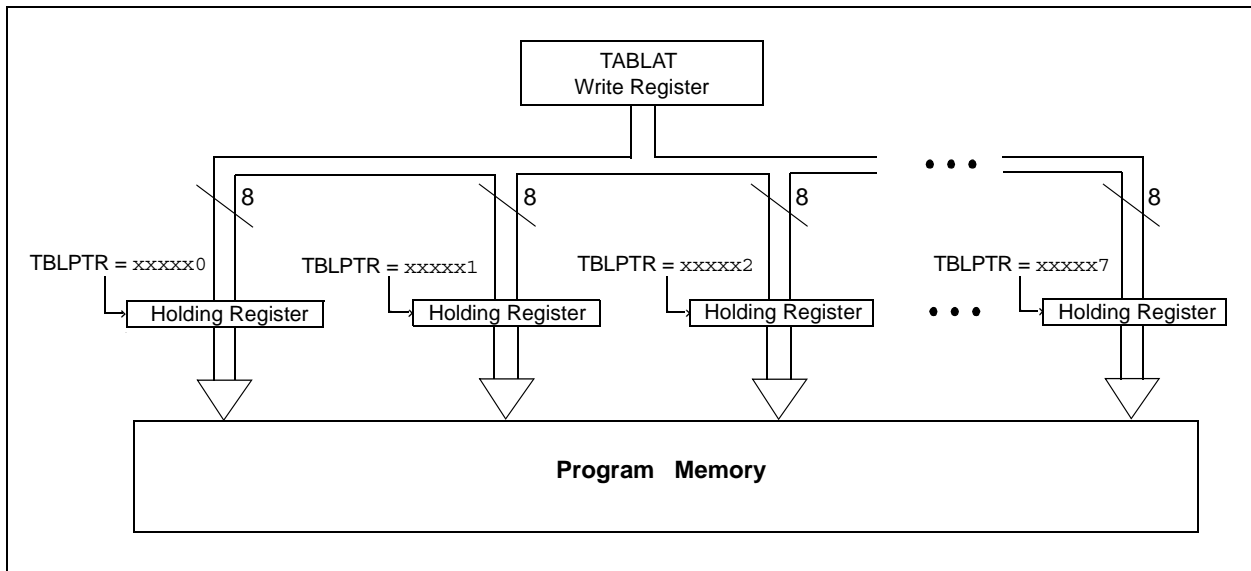 TABLAT
Write Register
8
8
8
8
TBLPTR = xxxxx0
TBLPTR = xxxxx1
TBLPTR = xxxxx2
TBLPTR = xxxxx7
Holding Register
Holding Register
Holding Register
Holding Register
Program Memory